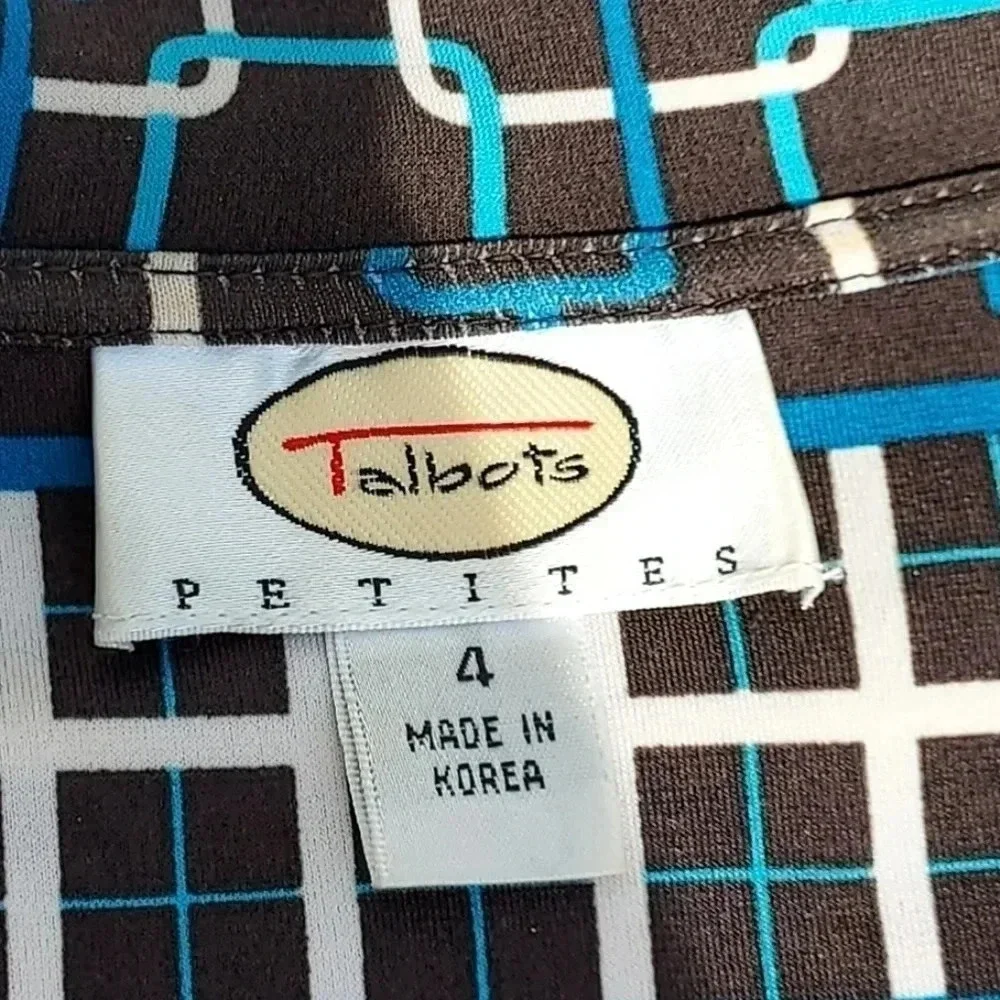 Talbots
PETITES
4
MADE IN
KOREA